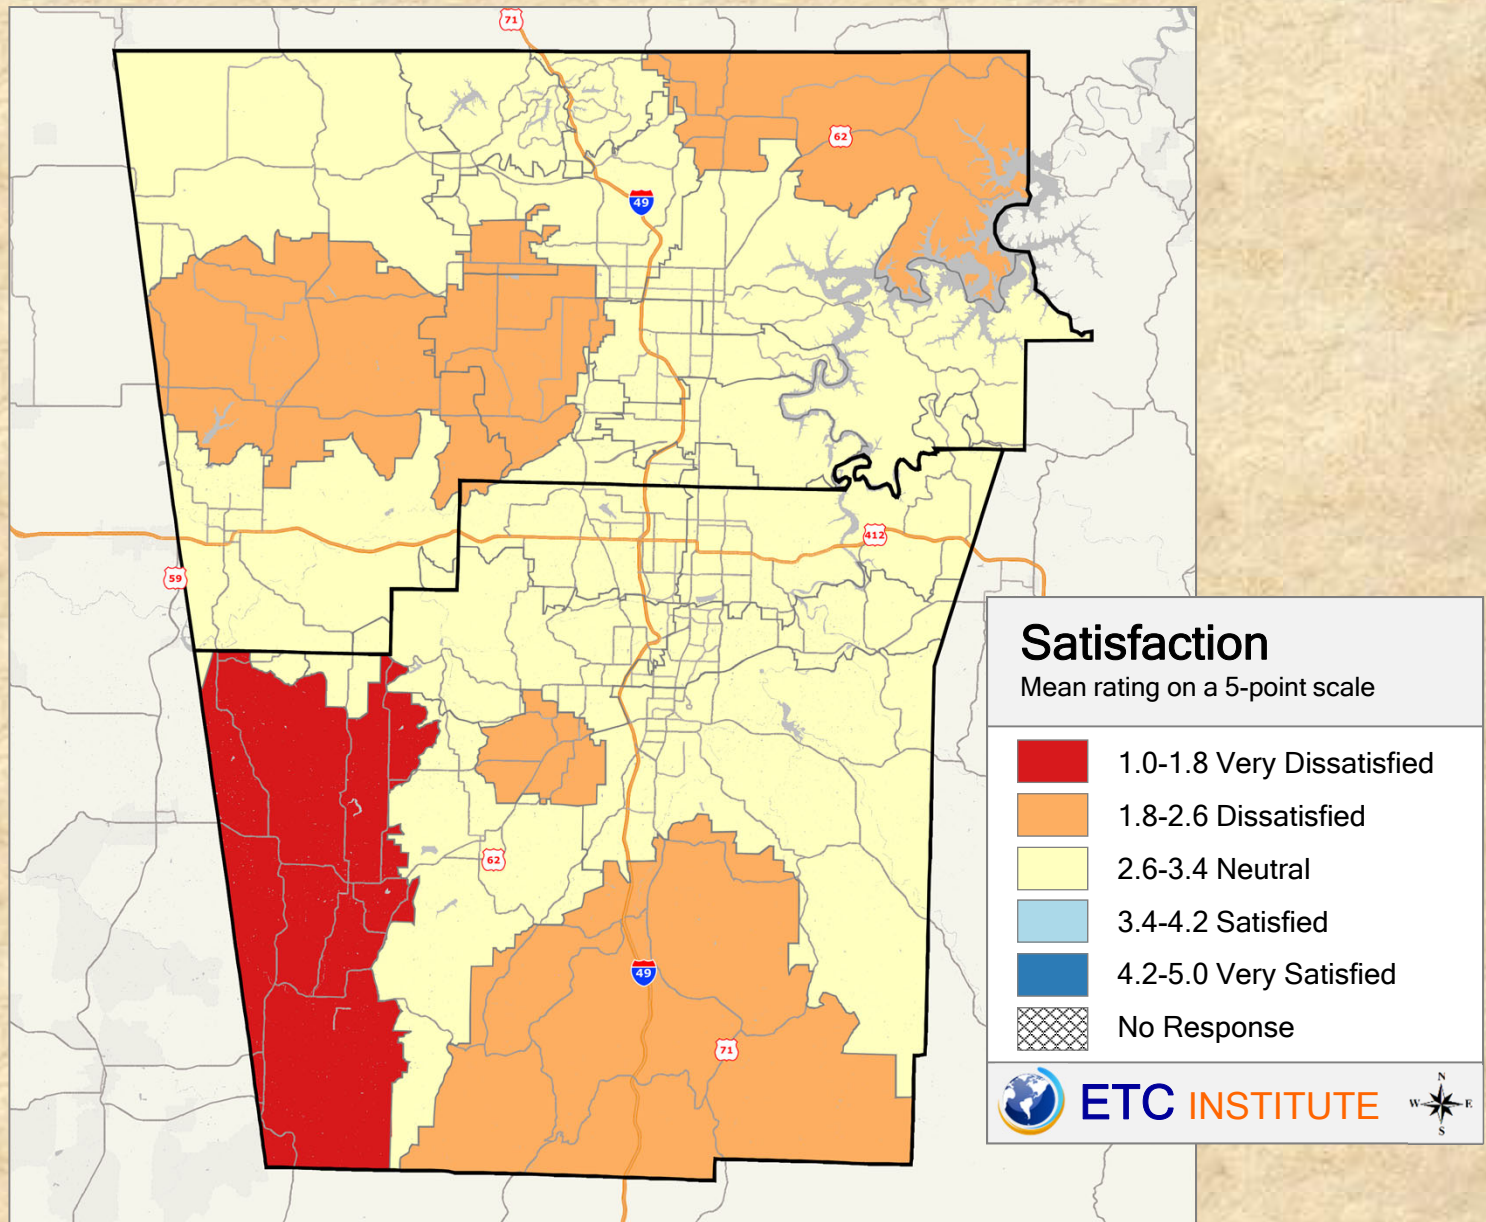 71
62
49
412
59
62
49
71
Satisfaction
Mean rating on a 5-point scale
1.0-1.8 Very Dissatisfied
1.8-2.6 Dissatisfied
2.6-3.4 Neutral
3.4-4.2 Satisfied
4.2-5.0 Very Satisfied
No Response
ETC INSTITUTE
N
W E
S